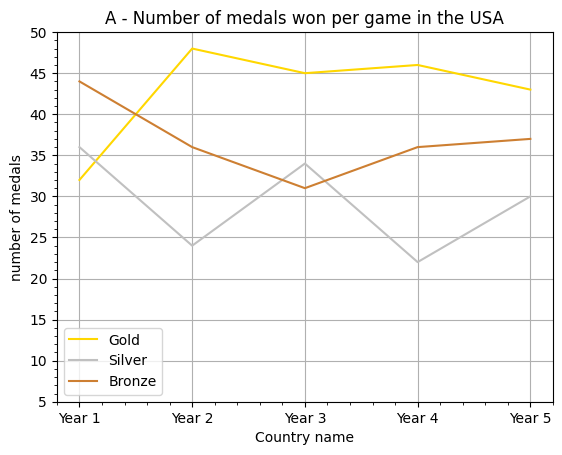 A - Number of medals won per game in the USA
50
45
40
35
30
25
20
15
10
5
number of medals
Gold
Silver
Bronze
Year 1 Year 2 Year 3 Year 4 Year 5
Country name